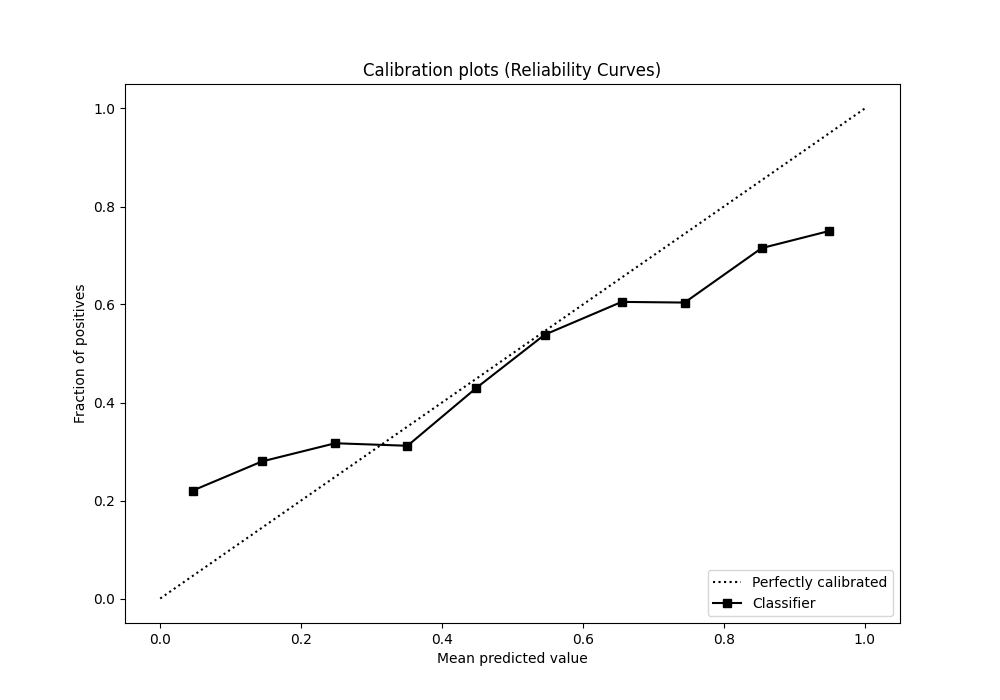 Calibration plots (Reliability Curves)
1.0
0.8
0.6
0.4
0.2
0.0
Fraction of positives
0.0 0.2 0.4 0.6 0.8 1.0
Mean predicted value
Perfectly calibrated
Classifier